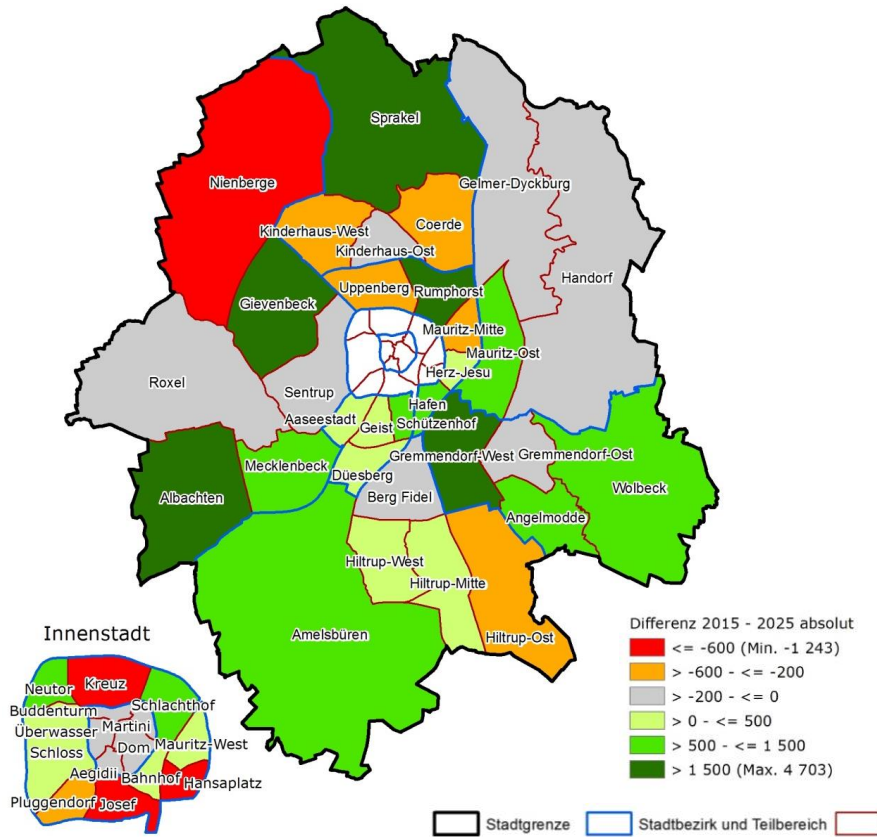 Sprakel
Nienberge
Gelmer-Dyckburg
Kinderhaus-West
Coerde
Kinderhaus-Ost
Handorf
Uppenberg
Rumphorst
Gievenbeck
Mauritz-Mitte
Mauritz-Ost
Roxel
Herz-Jesu
Sentrup
Hafen
Aaseestadt
Schützenhof
Geist
Mecklenbeck
Gremmendorf-West
Gremmendorf-Ost
Düesberg
Albachten
Wolbeck
Berg Fidel
Angelmodde
Hiltrup-West
Hiltrup-Mitte
Amelsbüren
Hiltrup-Ost
Innenstadt
Neutor
Kreuz
Buddenturm
Schlachthof
Martini
Überwasser
Mauritz-West
Schloss
Dom
Aegidii
Bahnhof
Hansaplatz
Pluggendorf
Josef
Differenz 2015 - 2025 absolut
<= -600 (Min. -1 243)
> -600 - <= -200
> -200 - <= 0
> 0 - <= 500
> 500 - <= 1 500
> 1 500 (Max. 4 703)
Stadtgrenze
Stadtbezirk und Teilbereich